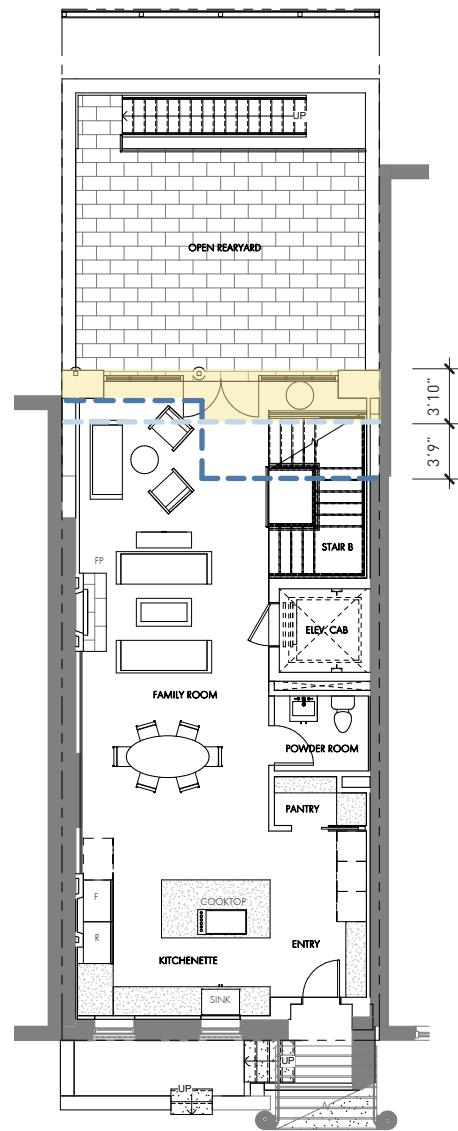 UP
OPEN REARYARD
3'10"
3'9"
STAIR B
FP
ELEV. CAB
FAMILY ROOM
POWDER ROOM
PANTRY
F
COOKTOP
R
ENTRY
KITCHENETTE
SINK
UP
UP